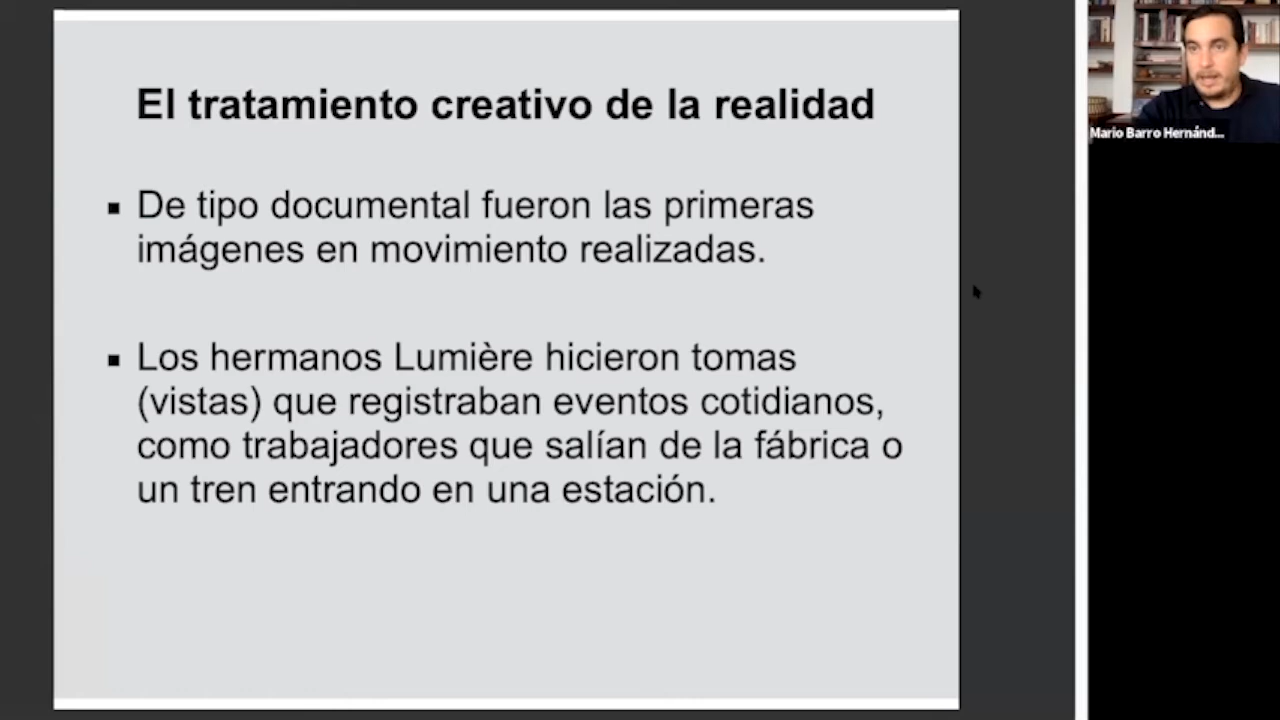 El tratamiento creativo de la realidad
▪ De tipo documental fueron las primeras
imágenes en movimiento realizadas.
▪ Los hermanos Lumière hicieron tomas
(vistas) que registraban eventos cotidianos,
como trabajadores que salían de la fábrica o
un tren entrando en una estación.
Mario Barro Hernánd...